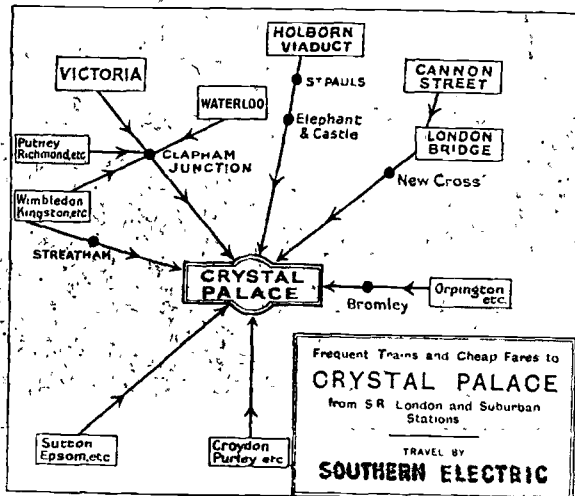 HOLBORN
VIADUCT
VICTORIA
ST PAULS
CANNON
STREET
WATERLOO
Elephant
& Castle
Putney
Richmond, etc
CLAPHAM
JUNCTION
LONDON
BRIDGE
New Cross
Wimbledon
Kingston, etc
STREATHAM
CRYSTAL
PALACE
Bromley
Orpington
etc.
Sutton
Epsom, etc
Croydon
Purley etc
Frequent Trains and Cheap Fares to
CRYSTAL PALACE
from S R London and Suburban
Stations
TRAVEL BY
SOUTHERN ELECTRIC